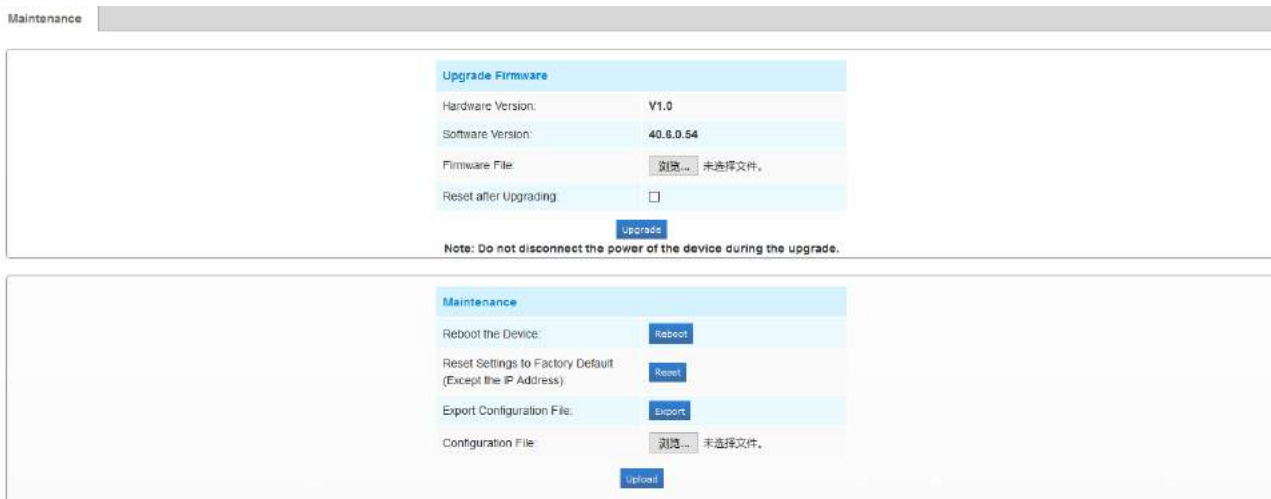 Maintenance
Upgrade Firmware
Hardware Version: V1.0
Software Version: 40.6.0.54
Firmware File: 浏览... 未选择文件。
Reset after Upgrading:
Upgrade
Note: Do not disconnect the power of the device during the upgrade.
Maintenance
Reboot the Device: Reboot
Reset Settings to Factory Default
(Except the IP Address): Reset
Export Configuration File: Export
Configuration File: 浏览... 未选择文件。
Upload